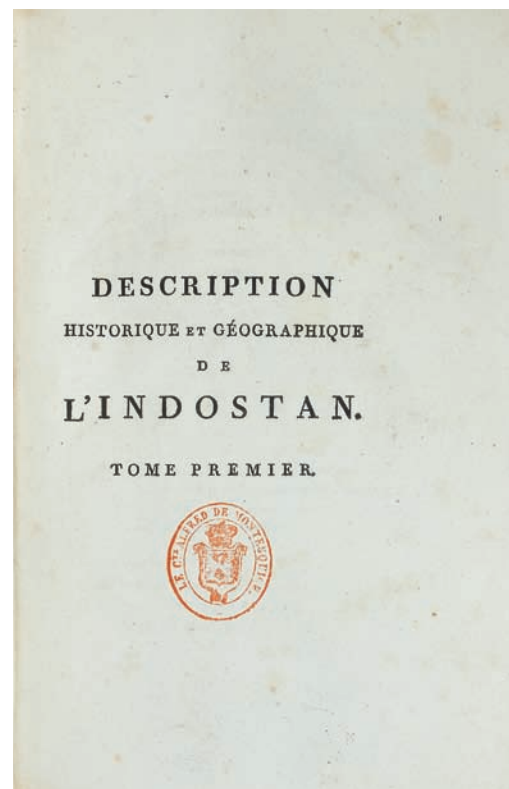 DESCRIPTION
HISTORIQUE ET GÉOGRAPHIQUE
DE
L'INDOSTAN.
TOME PREMIER.
LE CTE ALFRED DE MONTESQUIOU.